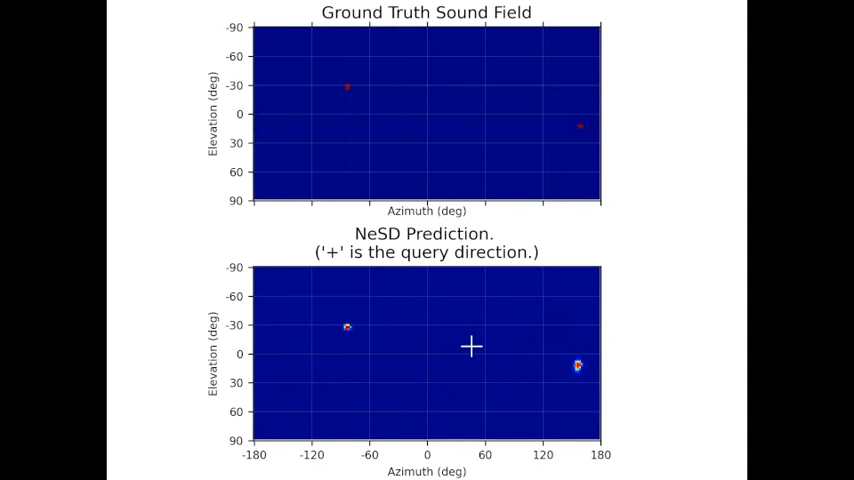 Ground Truth Sound Field
-90
-60
-30
0
30
60
90
Elevation (deg)
Azimuth (deg)
NeSD Prediction.
('+' is the query direction.)
-90
-60
-30
0
30
60
90
Elevation (deg)
-180 -120 -60 0 60 120 180
Azimuth (deg)